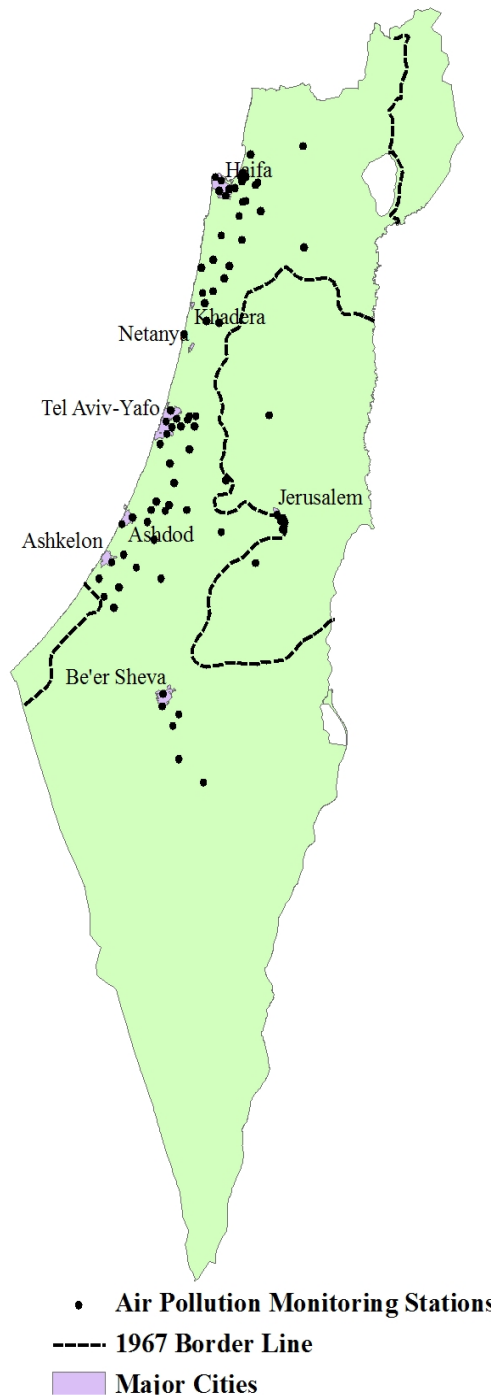 Haifa
Khadera
Netanya
Tel Aviv-Yafo
Jerusalem
Ashdod
Ashkelon
Be'er Sheva
Air Pollution Monitoring Stations
1967 Border Line
Major Cities